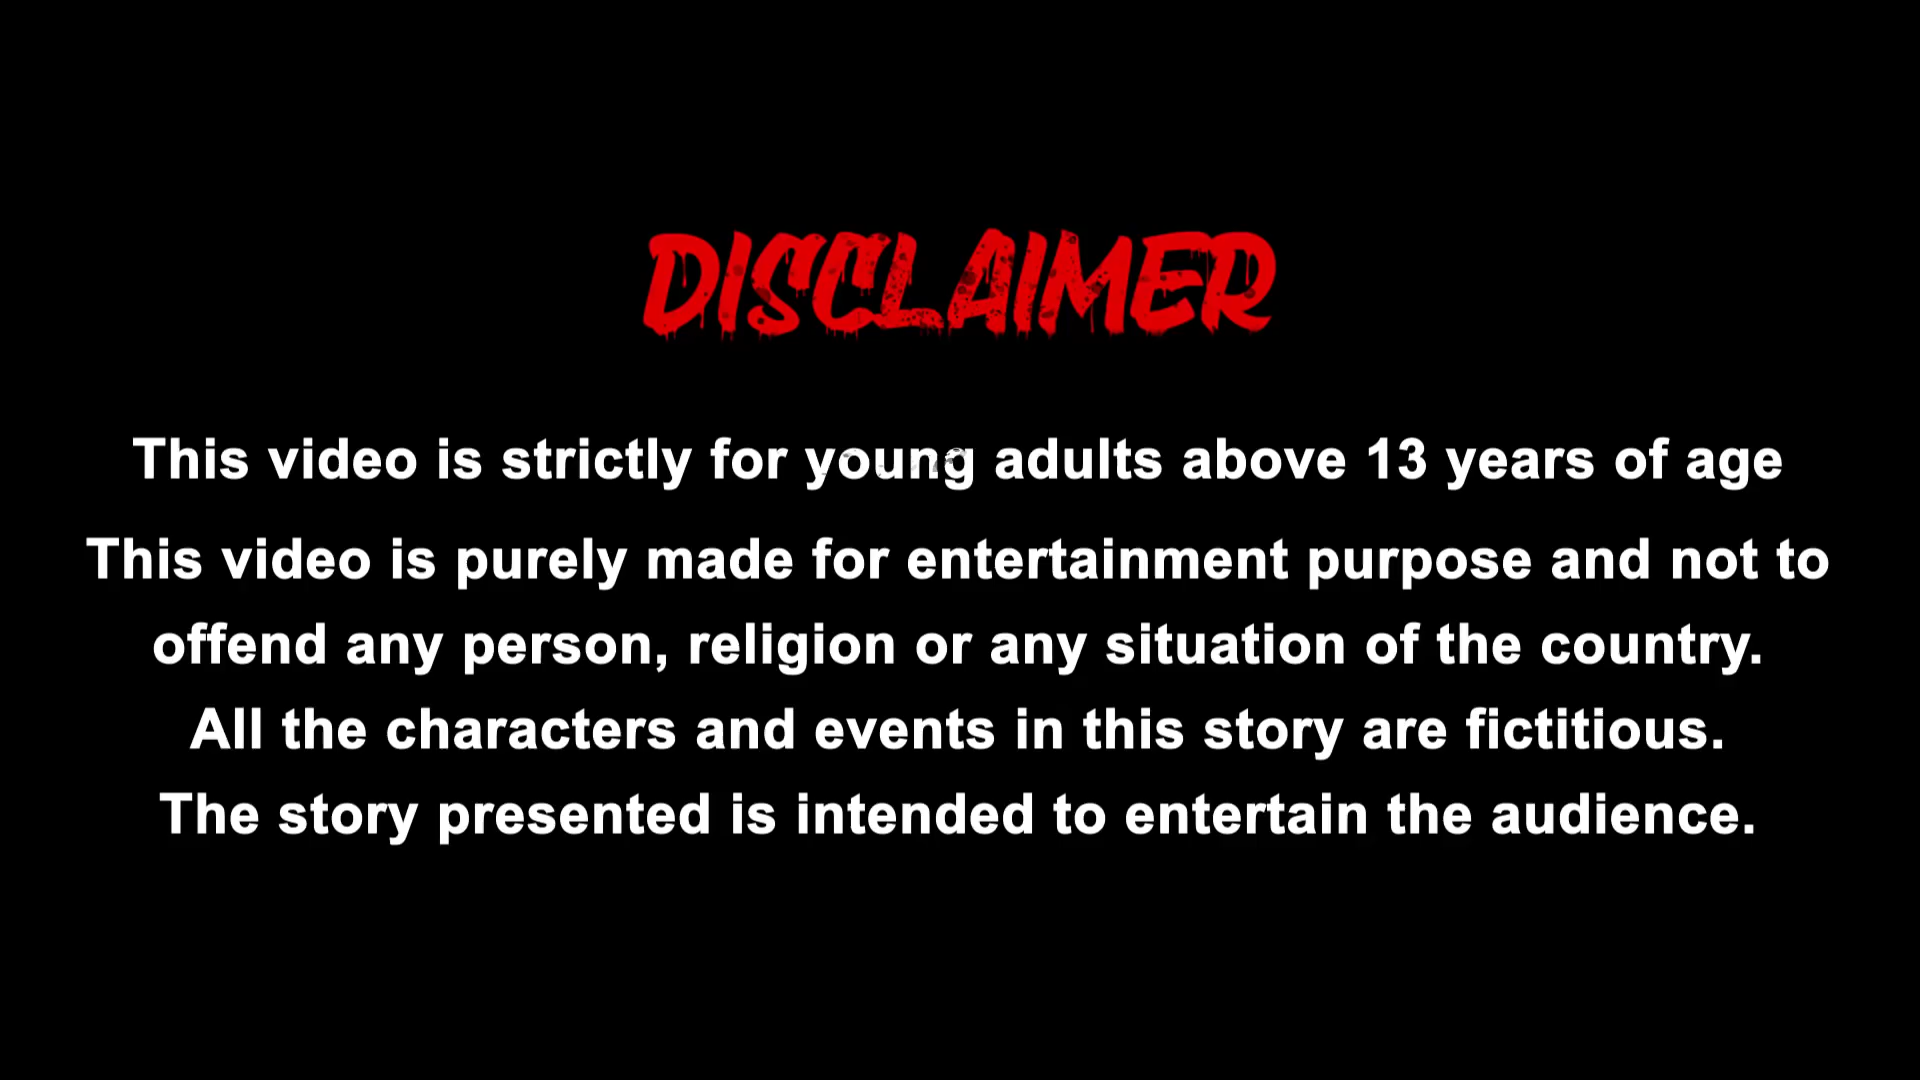 DISCLAIMER
This video is strictly for young adults above 13 years of age
This video is purely made for entertainment purpose and not to
offend any person, religion or any situation of the country.
All the characters and events in this story are fictitious.
The story presented is intended to entertain the audience.